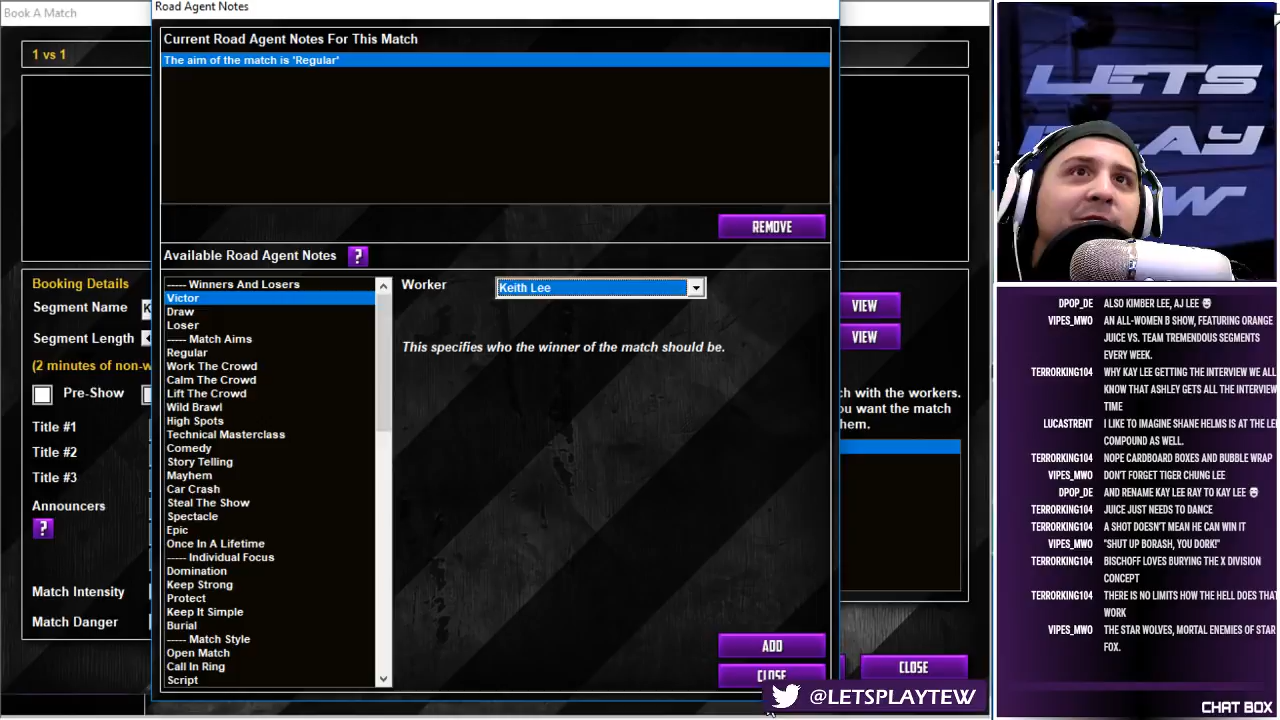 Book A Match
Road Agent Notes
Current Road Agent Notes For This Match
1 vs 1
The aim of the match is 'Regular'
REMOVE
Available Road Agent Notes ?
----- Winners And Losers
Victor
Draw
Loser
----- Match Aims
Regular
Work The Crowd
Calm The Crowd
Lift The Crowd
Wild Brawl
High Spots
Technical Masterclass
Comedy
Story Telling
Mayhem
Car Crash
Steal The Show
Spectacle
Epic
Once In A Lifetime
----- Individual Focus
Domination
Keep Strong
Protect
Keep It Simple
Burial
----- Match Style
Open Match
Call In Ring
Script
Worker
Keith Lee
This specifies who the winner of the match should be.
ADD
CLOSE
Booking Details
Segment Name
Segment Length
(2 minutes of non-w
Pre-Show
Title #1
Title #2
Title #3
Announcers
?
Match Intensity
Match Danger
VIEW
VIEW
ch with the workers.
ou want the match
hem.
CLOSE
@LETSPLAYTEW
LETS
PLAY
DPOP_DE ALSO KIMBER LEE, AJ LEE
VIPES_MWO AN ALL-WOMEN B SHOW, FEATURING ORANGE
JUICE VS. TEAM TREMENDOUS SEGMENTS
EVERY WEEK.
TERRORKING104 WHY KAY LEE GETTING THE INTERVIEW WE ALL
KNOW THAT ASHLEY GETS ALL THE INTERVIEW
TIME
LUCASTRENT I LIKE TO IMAGINE SHANE HELMS IS AT THE LEE
COMPOUND AS WELL.
TERRORKING104 NOPE CARDBOARD BOXES AND BUBBLE WRAP
VIPES_MWO DON'T FORGET TIGER CHUNG LEE
DPOP_DE AND RENAME KAY LEE RAY TO KAY LEE
TERRORKING104 JUICE JUST NEEDS TO DANCE
TERRORKING104 A SHOT DOESN'T MEAN HE CAN WIN IT
VIPES_MWO "SHUT UP BORASH, YOU DORK!"
TERRORKING104 BISCHOFF LOVES BURYING THE X DIVISION
CONCEPT
TERRORKING104 THERE IS NO LIMITS HOW THE HELL DOES THAT
WORK
VIPES_MWO THE STAR WOLVES, MORTAL ENEMIES OF STAR
FOX.
CHAT BOX